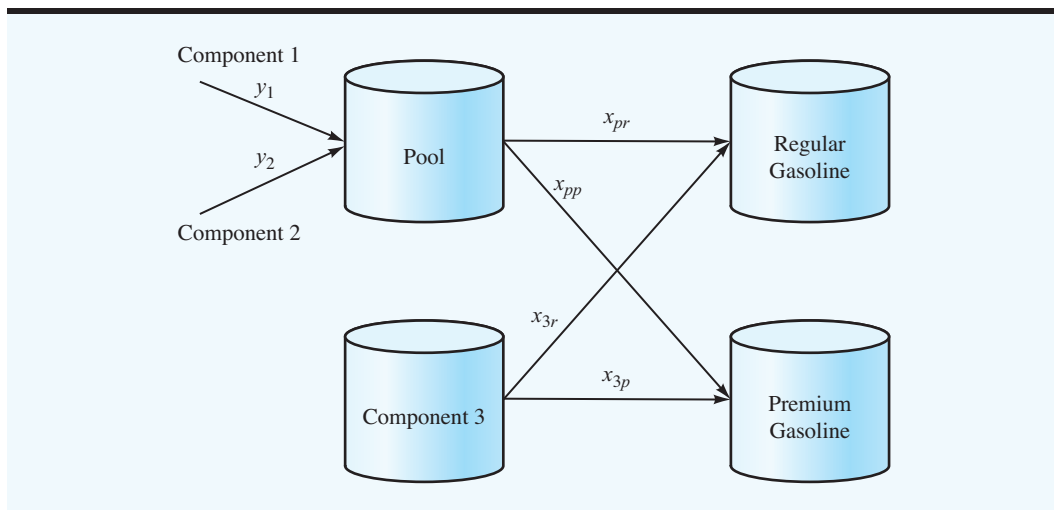 Component 1
y1
y2
Component 2
Pool
xpr
xpp
Regular
Gasoline
x3r
x3p
Component 3
Premium
Gasoline